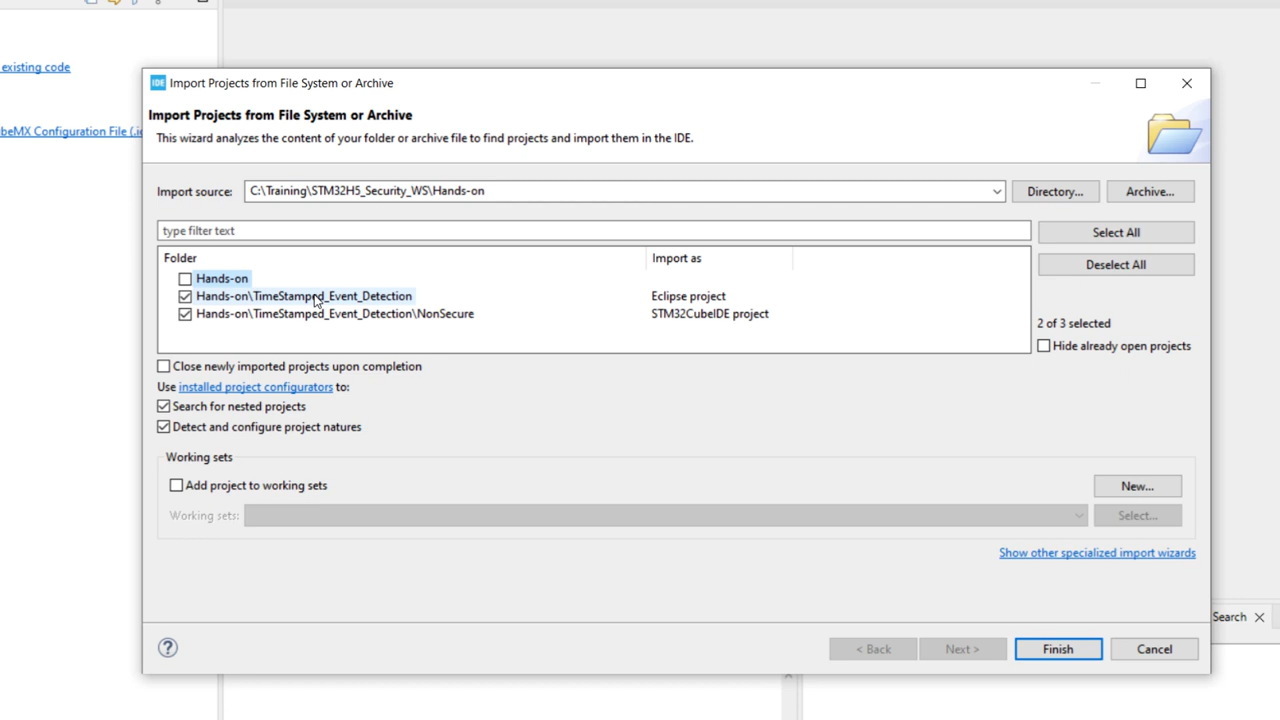 existing code
beMX Configuration File (.io
IDE Import Projects from File System or Archive
Import Projects from File System or Archive
This wizard analyzes the content of your folder or archive file to find projects and import them in the IDE.
Import source: C:\Training\STM32H5_Security_WS\Hands-on Directory... Archive...
type filter text Select All
Folder Import as Deselect All
Hands-on
Hands-on\TimeStamped_Event_Detection Eclipse project
Hands-on\TimeStamped_Event_Detection\NonSecure STM32CubeIDE project
2 of 3 selected
Hide already open projects
Close newly imported projects upon completion
Use installed project configurators to:
Search for nested projects
Detect and configure project natures
Working sets
Add project to working sets New...
Working sets: Select...
Show other specialized import wizards
Search
? < Back Next > Finish Cancel